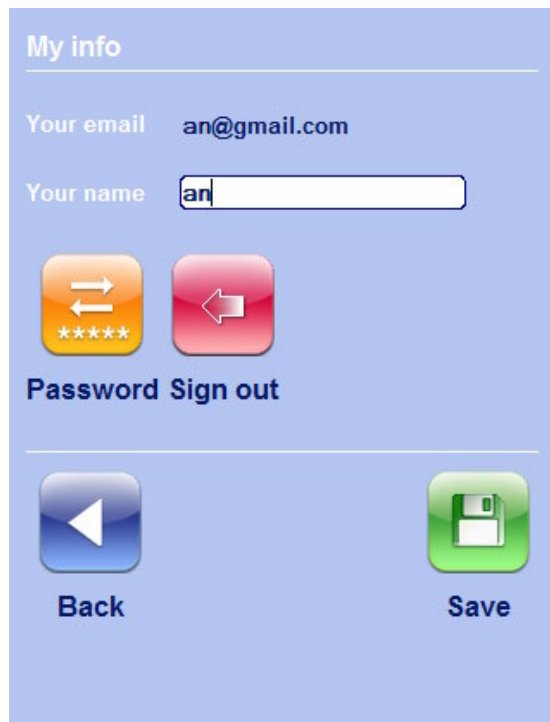 My info
Your email an@gmail.com
Your name an
*****
Password Sign out
Back Save